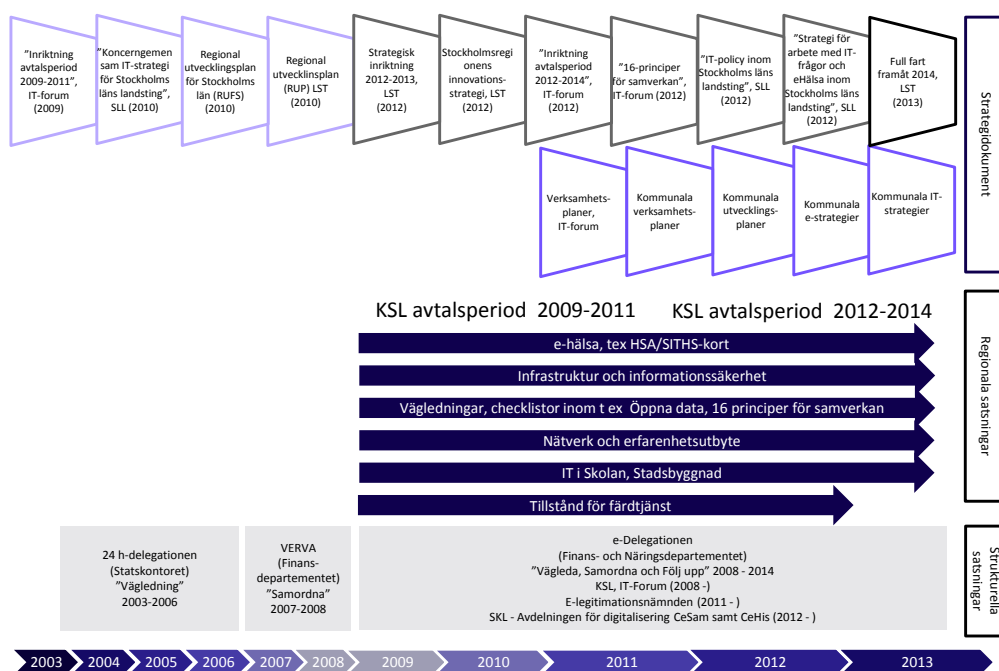 ”Inriktning
avtalsperiod
2009-2011”,
IT-forum
(2009)
”Koncerngemen
sam IT-strategi
för Stockholms
läns landsting”,
SLL (2010)
Regional
utvecklingsplan
för Stockholms
län (RUFS)
(2010)
Regional
utvecklinsplan
(RUP) LST
(2010)
Strategisk
inriktning
2012-2013,
LST
(2012)
Stockholmsregi
onens
innovations-
strategi, LST
(2012)
”Inriktning
avtalsperiod
2012-2014”,
IT-forum
(2012)
”16-principer
för samverkan”,
IT-forum (2012)
”IT-policy inom
Stockholms läns
landsting”, SLL
(2012)
”Strategi för
arbete med IT-
frågor och
eHälsa inom
Stockholms läns
landsting”, SLL
(2012)
Full fart
framåt 2014,
LST
(2013)
Strategidokument
Verksamhets-
planer,
IT-forum
Kommunala
verksamhets-
planer
Kommunala
utvecklings-
planer
Kommunala
e-strategier
Kommunala IT-
strategier
KSL avtalsperiod 2009-2011
KSL avtalsperiod 2012-2014
e-hälsa, tex HSA/SITHS-kort
Infrastruktur och informationssäkerhet
Vägledningar, checklistor inom t ex Öppna data, 16 principer för samverkan
Nätverk och erfarenhetsutbyte
IT i Skolan, Stadsbyggnad
Tillstånd för färdtjänst
Regionala satsningar
24 h-delegationen
(Statskontoret)
”Vägledning”
2003-2006
VERVA
(Finans-
departementet)
”Samordna”
2007-2008
e-Delegationen
(Finans- och Näringsdepartementet)
”Vägleda, Samordna och Följ upp” 2008 - 2014
KSL, IT-Forum (2008 -)
E-legitimationsnämnden (2011 - )
SKL - Avdelningen för digitalisering CeSam samt CeHis (2012 - )
Strukturella
satsningar
2003
2004
2005
2006
2007
2008
2009
2010
2011
2012
2013